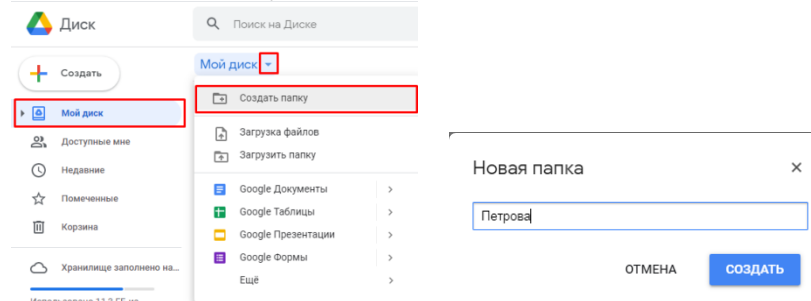 Диск
Поиск на Диске
Создать
Мой диск
Доступные мне
Недавние
Помеченные
Корзина
Хранилище заполнено на...
Мой диск
Создать папку
Загрузка файлов
Загрузить папку
Google Документы
Google Таблицы
Google Презентации
Google Формы
Ещё
Новая папка
Петрова
ОТМЕНА
СОЗДАТЬ